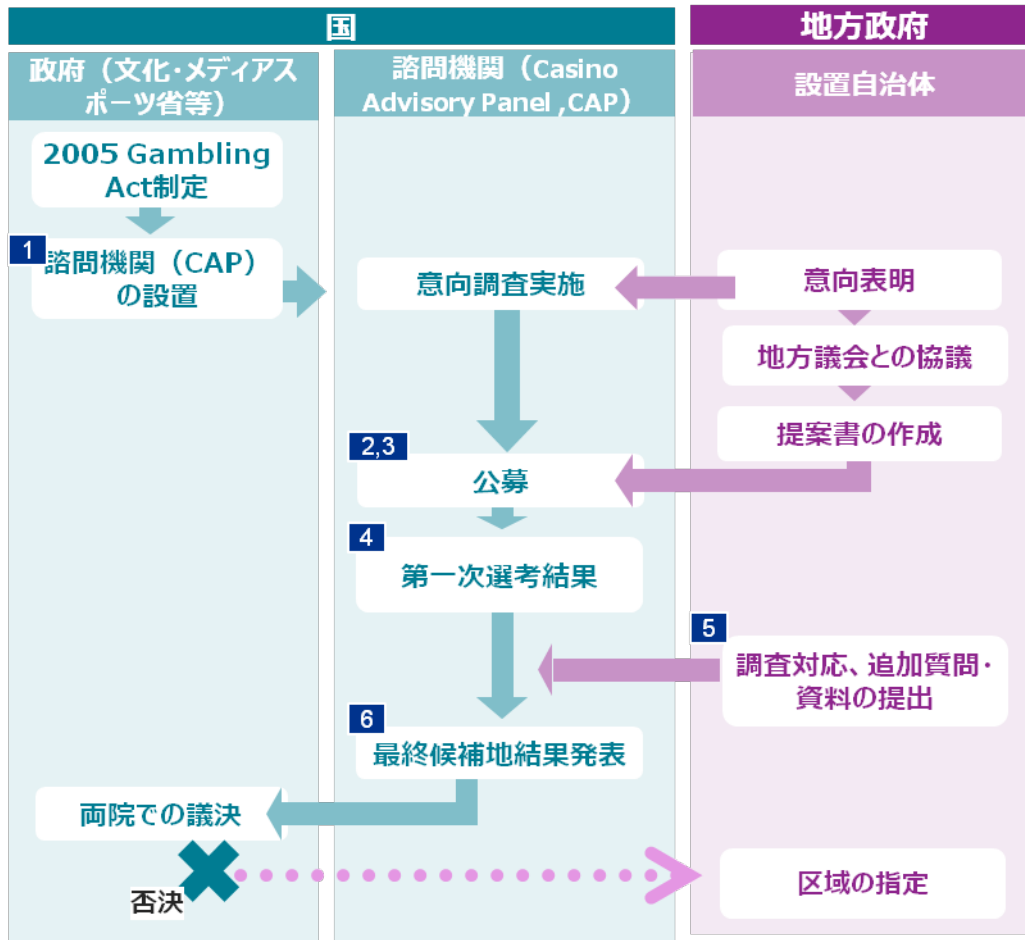 国
地方政府
政府（文化・メディアス
ポーツ省等）
諮問機関（Casino
Advisory Panel ,CAP）
設置自治体
2005 Gambling
Act制定
1
諮問機関（CAP）
の設置
意向調査実施
意向表明
地方議会との協議
提案書の作成
2,3
公募
4
第一次選考結果
5
調査対応、追加質問・
資料の提出
6
最終候補地結果発表
両院での議決
否決
区域の指定